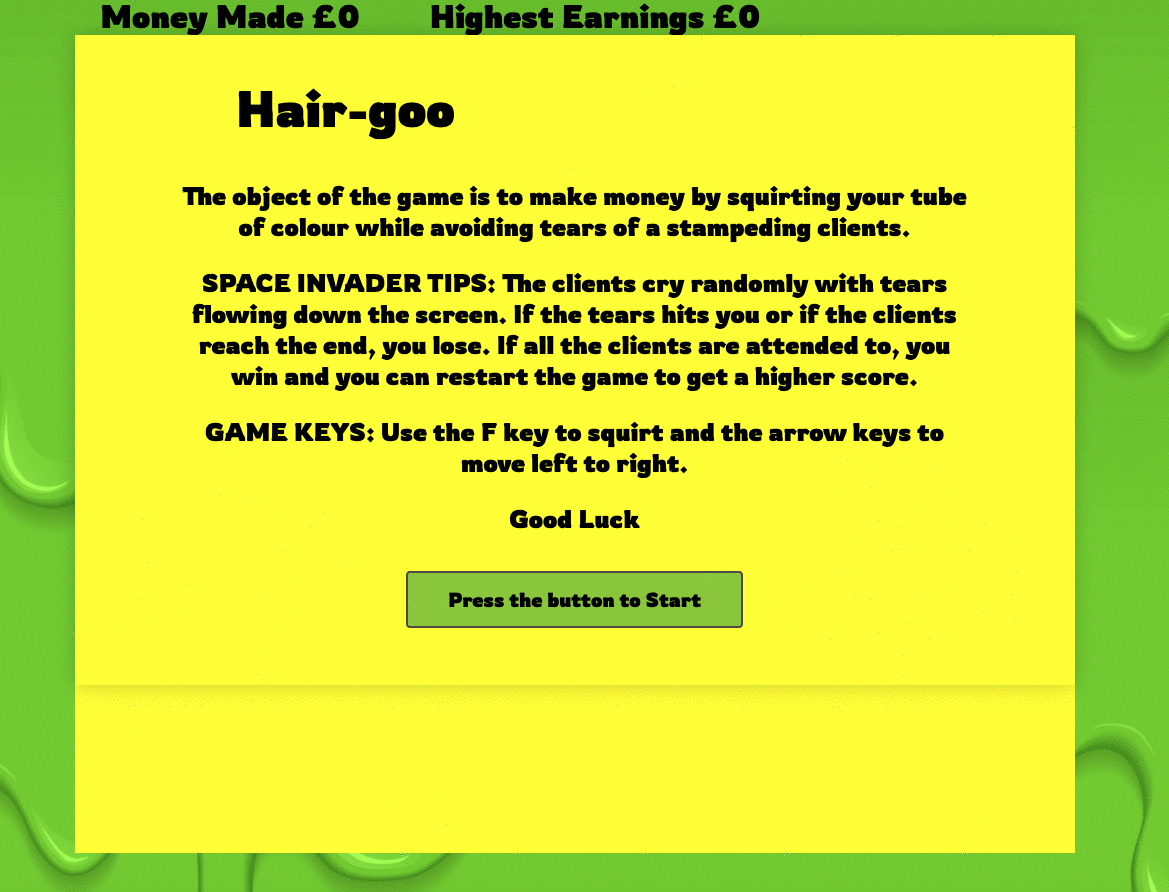 Money Made £0 Highest Earnings £0
Hair-goo
The object of the game is to make money by squirting your tube
of colour while avoiding tears of a stampeding clients.
SPACE INVADER TIPS: The clients cry randomly with tears
flowing down the screen. If the tears hits you or if the clients
reach the end, you lose. If all the clients are attended to, you
win and you can restart the game to get a higher score.
GAME KEYS: Use the F key to squirt and the arrow keys to
move left to right.
Good Luck
Press the button to Start